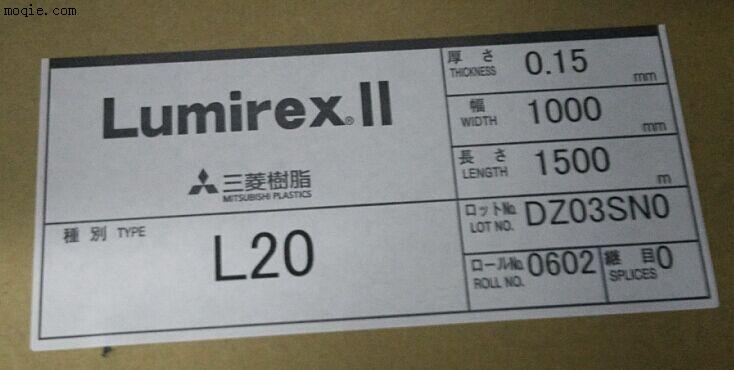 moqie.com
Lumirex® II
三菱樹脂
MITSUBISHI PLASTICS
種別 TYPE
L20
厚さ
THICKNESS
0.15 mm
幅
WIDTH
1000 mm
長さ
LENGTH
1500 m
ロット№
LOT NO.
DZ03SN0
ロール№
ROLL NO.
0602
継目
SPLICES
0